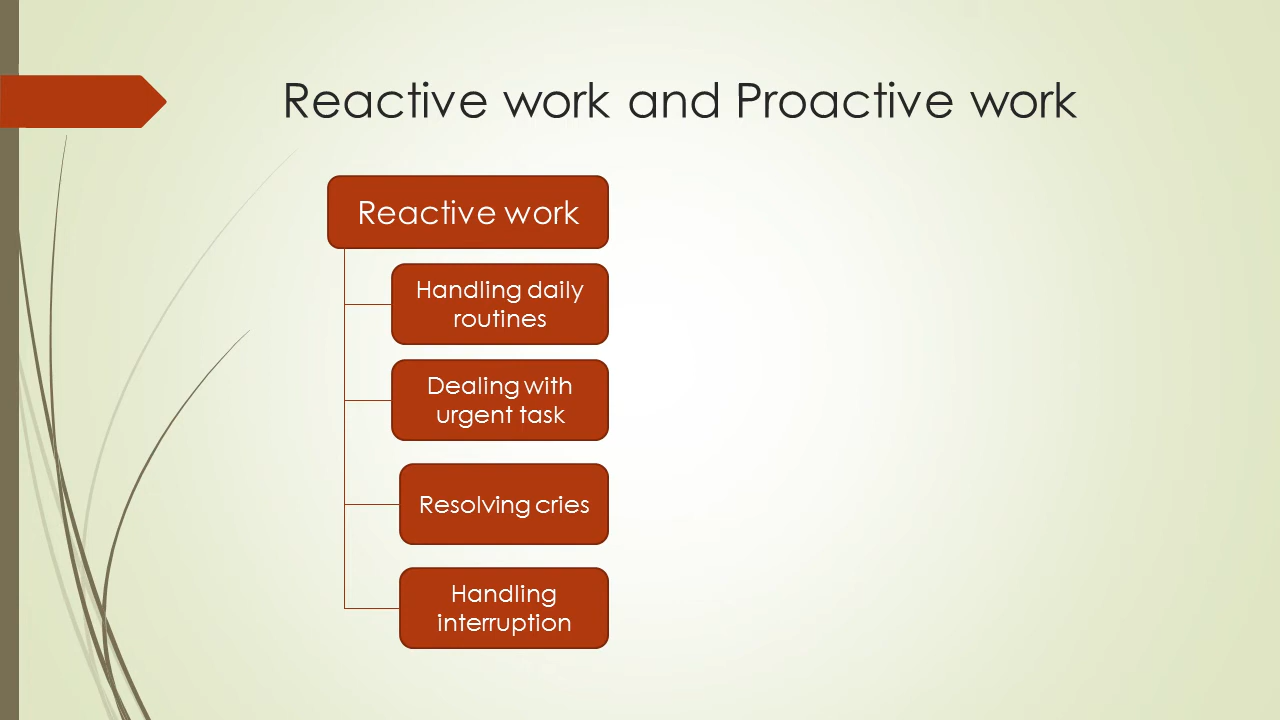 Reactive work and Proactive work
Reactive work
Handling daily
routines
Dealing with
urgent task
Resolving cries
Handling
interruption